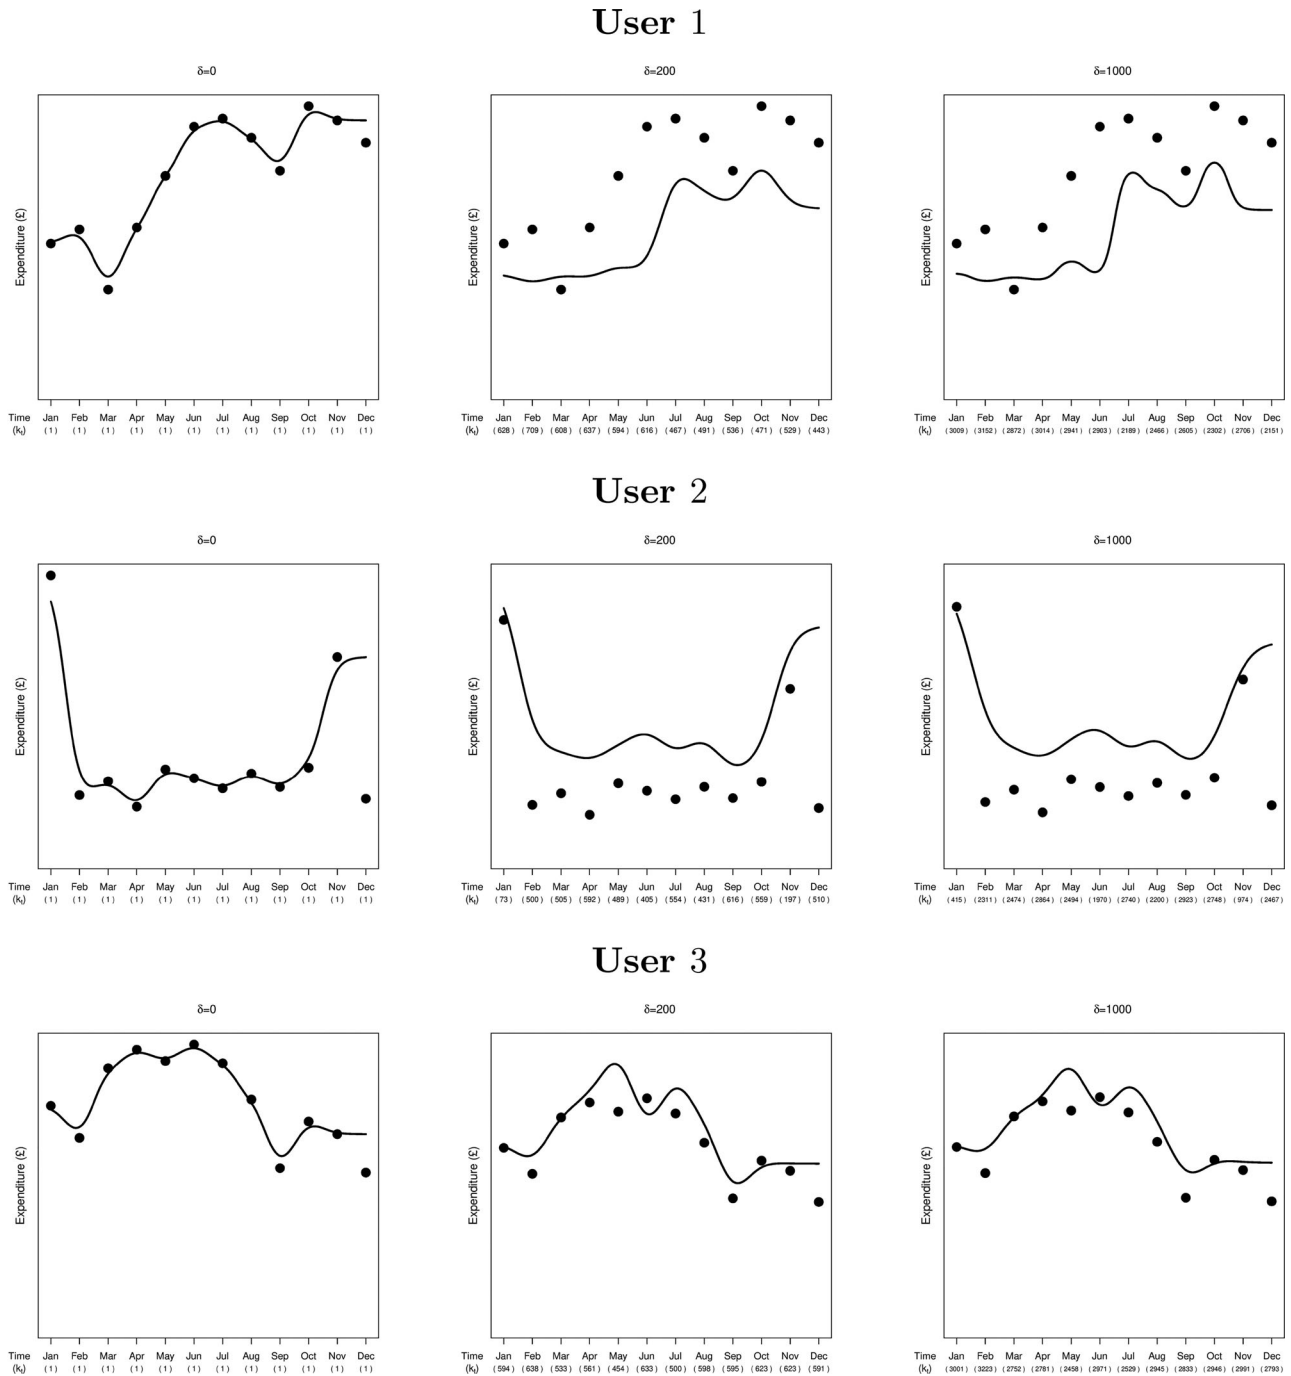 User 1
δ=0 δ=200 δ=1000
Expenditure (£) Expenditure (£) Expenditure (£)
Time Jan Feb Mar Apr May Jun Jul Aug Sep Oct Nov Dec Jan Feb Mar Apr May Jun Jul Aug Sep Oct Nov Dec Jan Feb Mar Apr May Jun Jul Aug Sep Oct Nov Dec
(kt) (1) (1) (1) (1) (1) (1) (1) (1) (1) (1) (1) (1) (628) (709) (608) (637) (594) (616) (467) (491) (536) (471) (529) (443) (3009) (3152) (2872) (3014) (2941) (2903) (2189) (2466) (2605) (2302) (2706) (2151)
User 2
δ=0 δ=200 δ=1000
Expenditure (£) Expenditure (£) Expenditure (£)
Time Jan Feb Mar Apr May Jun Jul Aug Sep Oct Nov Dec Jan Feb Mar Apr May Jun Jul Aug Sep Oct Nov Dec Jan Feb Mar Apr May Jun Jul Aug Sep Oct Nov Dec
(kt) (1) (1) (1) (1) (1) (1) (1) (1) (1) (1) (1) (1) (73) (500) (505) (592) (489) (405) (554) (431) (616) (559) (197) (510) (415) (2311) (2474) (2864) (2494) (1970) (2740) (2200) (2923) (2748) (974) (2467)
User 3
δ=0 δ=200 δ=1000
Expenditure (£) Expenditure (£) Expenditure (£)
Time Jan Feb Mar Apr May Jun Jul Aug Sep Oct Nov Dec Jan Feb Mar Apr May Jun Jul Aug Sep Oct Nov Dec Jan Feb Mar Apr May Jun Jul Aug Sep Oct Nov Dec
(kt) (1) (1) (1) (1) (1) (1) (1) (1) (1) (1) (1) (1) (594) (638) (533) (561) (454) (633) (500) (598) (595) (623) (623) (591) (3001) (3223) (2752) (2781) (2458) (2971) (2529) (2945) (2833) (2946) (2991) (2793)